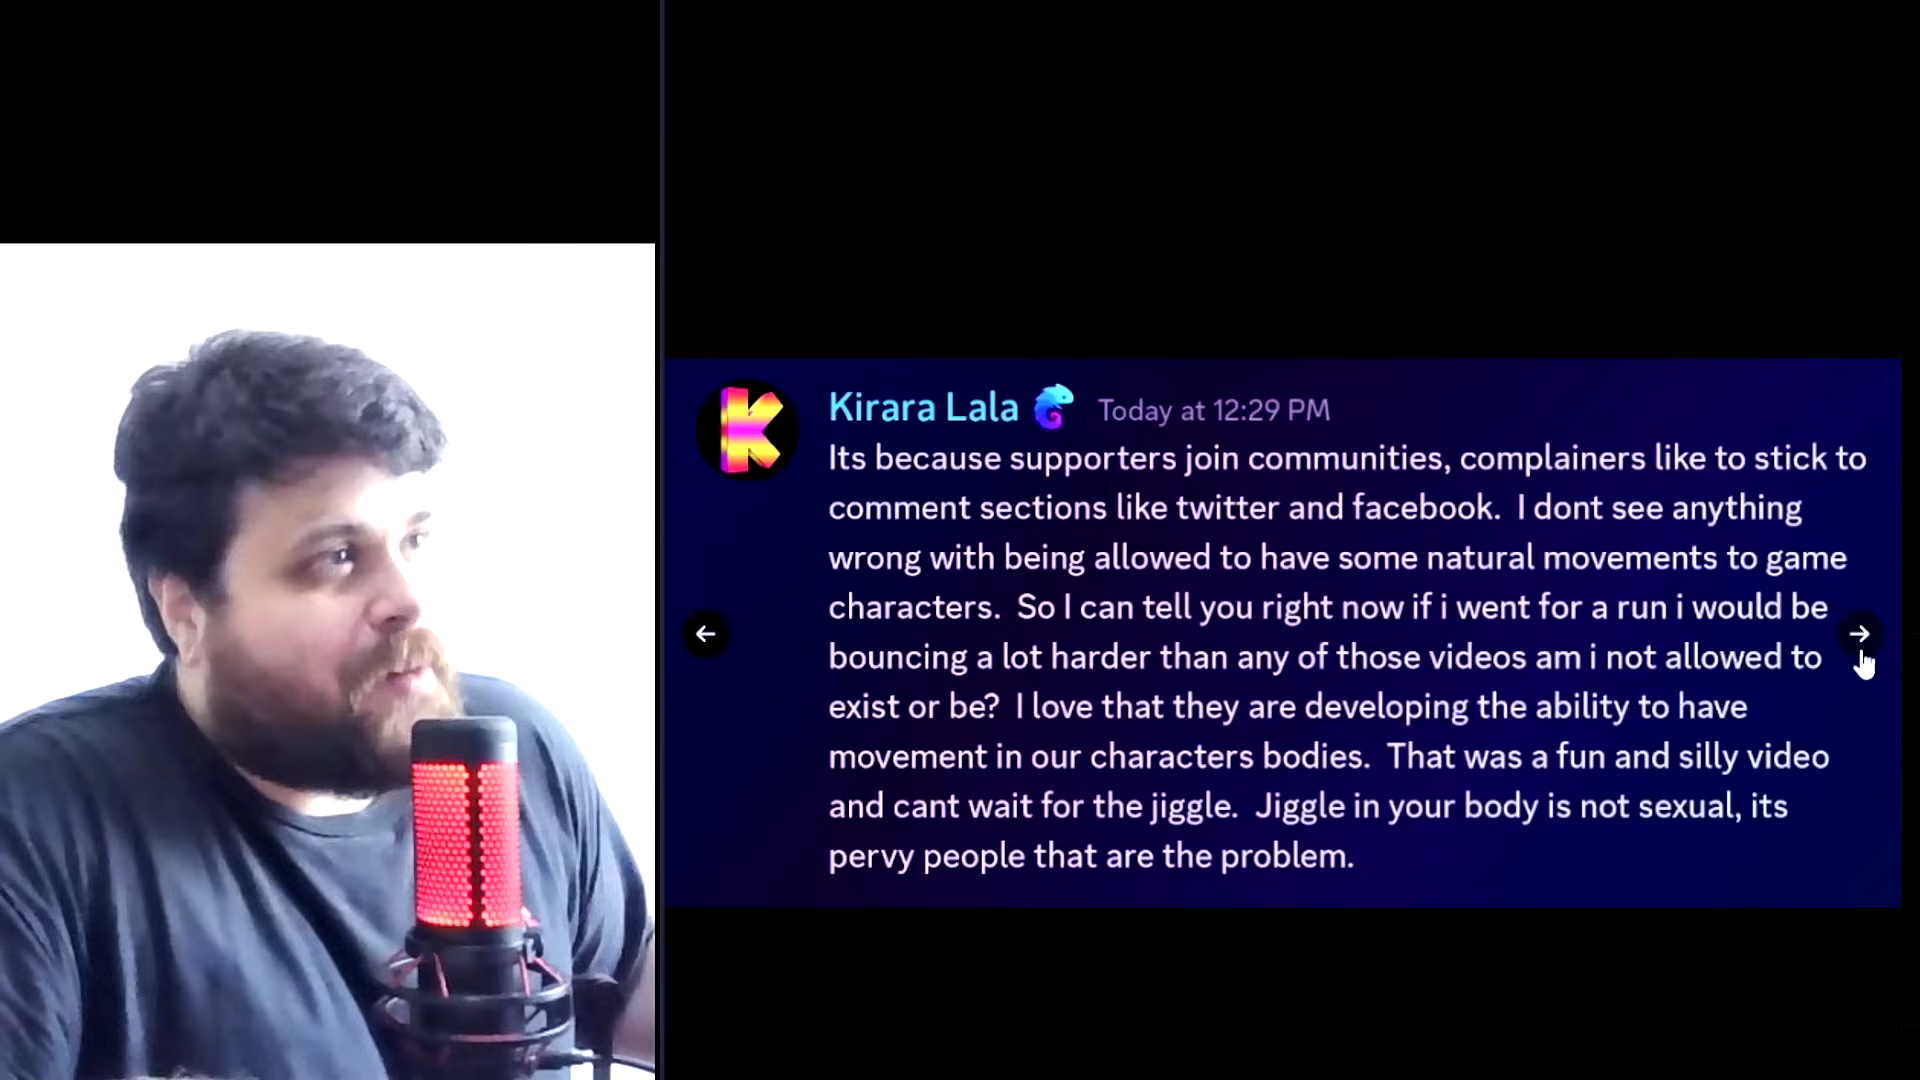 K
Kirara Lala Today at 12:29 PM
Its because supporters join communities, complainers like to stick to
comment sections like twitter and facebook. I dont see anything
wrong with being allowed to have some natural movements to game
characters. So I can tell you right now if i went for a run i would be
bouncing a lot harder than any of those videos am i not allowed to
exist or be? I love that they are developing the ability to have
movement in our characters bodies. That was a fun and silly video
and cant wait for the jiggle. Jiggle in your body is not sexual, its
pervy people that are the problem.